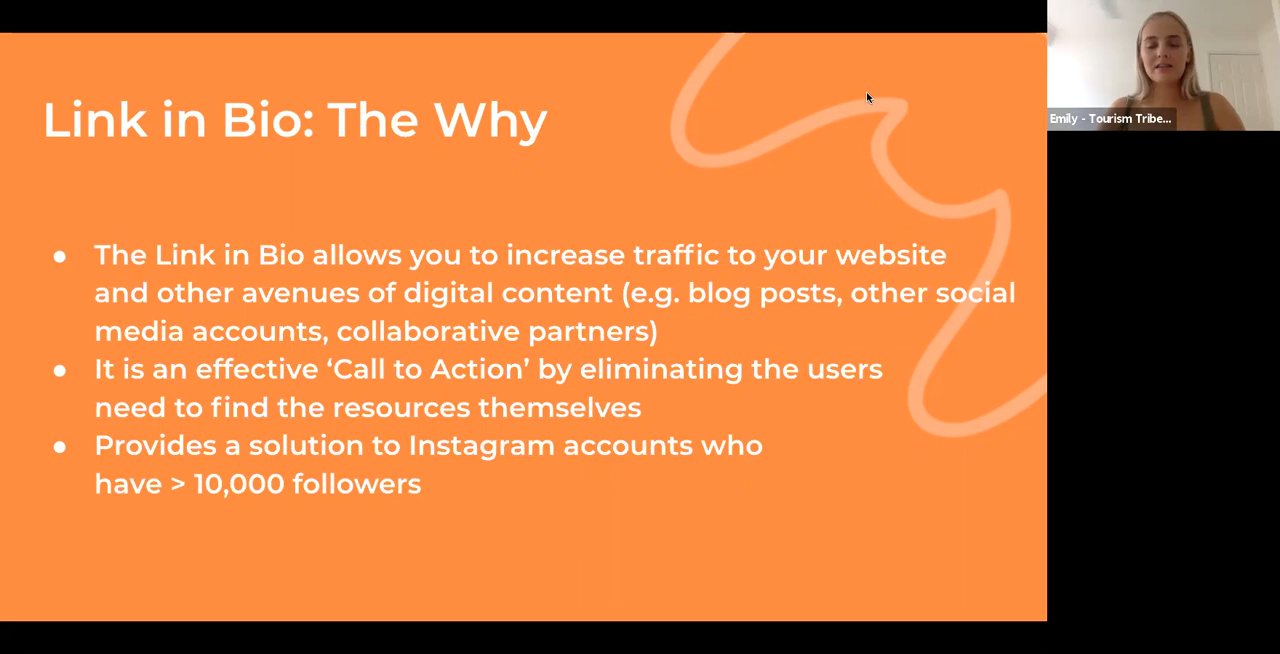 Link in Bio: The Why
● The Link in Bio allows you to increase traffic to your website
and other avenues of digital content (e.g. blog posts, other social
media accounts, collaborative partners)
● It is an effective ‘Call to Action’ by eliminating the users
need to find the resources themselves
● Provides a solution to Instagram accounts who
have > 10,000 followers
Emily - Tourism Tribe...